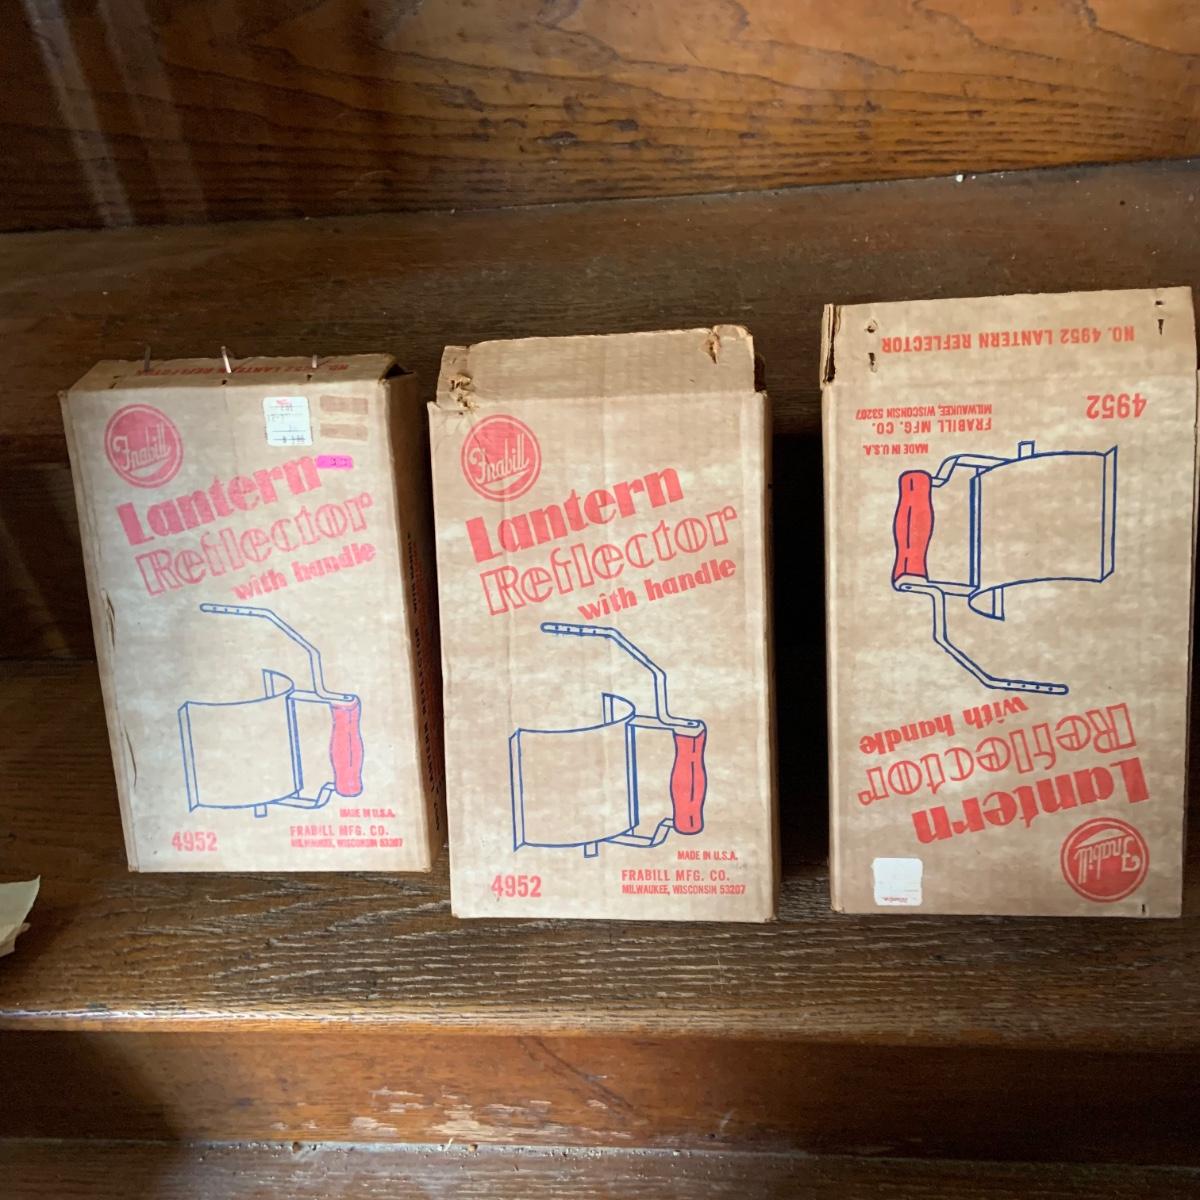 Frabill
Lantern
Reflector
with handle
MADE IN U.S.A.
4952
FRABILL MFG. CO.
MILWAUKEE, WISCONSIN 53207
Frabill
Lantern
Reflector
with handle
MADE IN U.S.A.
4952
FRABILL MFG. CO.
MILWAUKEE, WISCONSIN 53207
NO. 4952 LANTERN REFLECTOR
Frabill
Lantern
Reflector
with handle
MADE IN U.S.A.
4952
FRABILL MFG. CO.
MILWAUKEE, WISCONSIN 53207